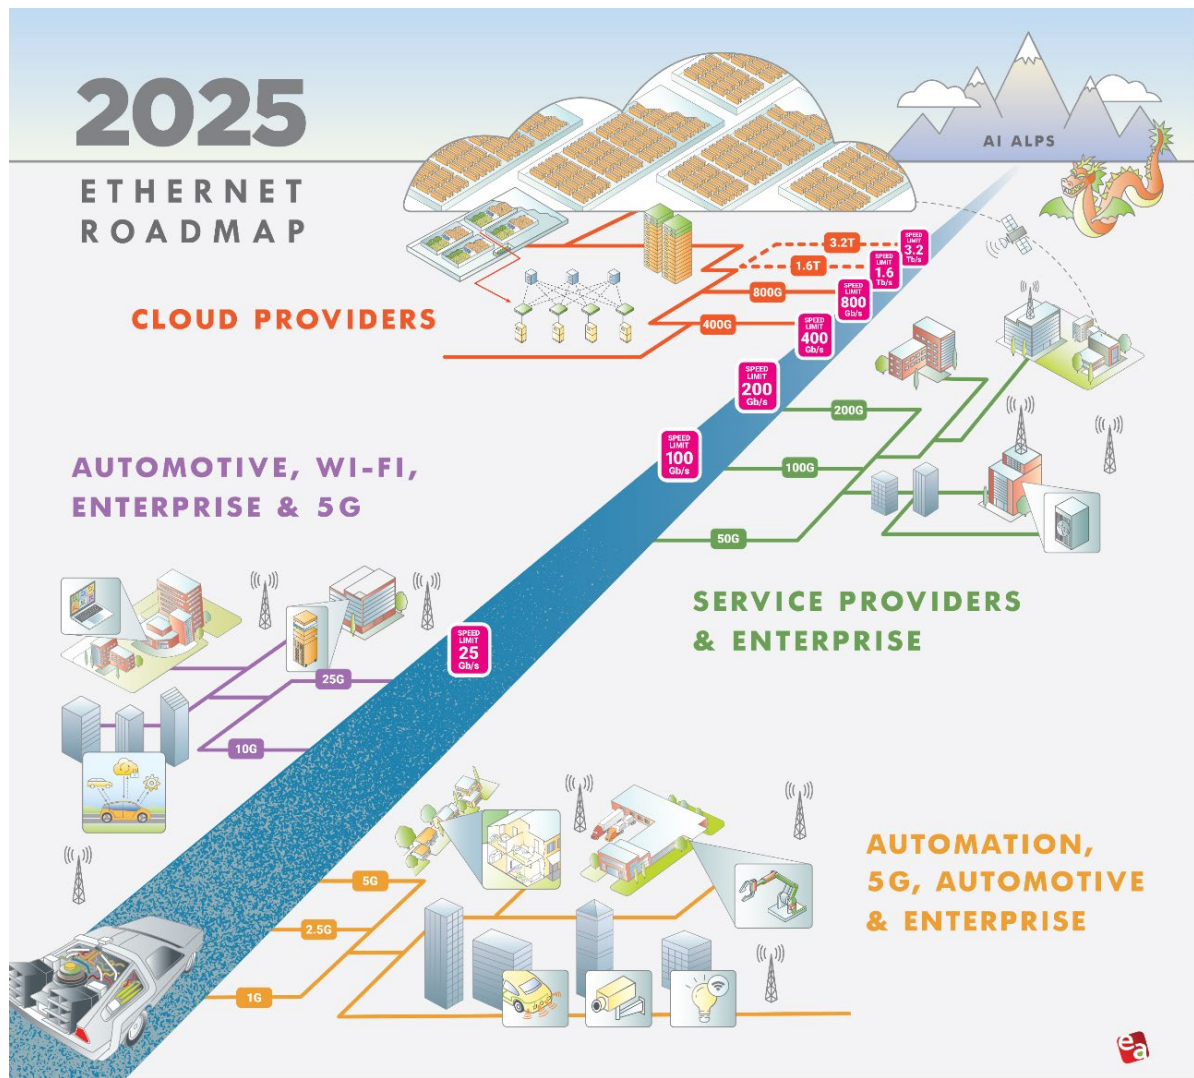 2025
ETHERNET
ROADMAP
AI ALPS
CLOUD PROVIDERS
3.2T
1.6T
800G
400G
SPEED
LIMIT
3.2
Tb/s
SPEED
LIMIT
1.6
Tb/s
SPEED
LIMIT
800
Gb/s
SPEED
LIMIT
400
Gb/s
SPEED
LIMIT
200
Gb/s
SPEED
LIMIT
100
Gb/s
200G
100G
50G
SERVICE PROVIDERS
& ENTERPRISE
AUTOMOTIVE, WI-FI,
ENTERPRISE & 5G
SPEED
LIMIT
25
Gb/s
25G
10G
AUTOMATION,
5G, AUTOMOTIVE
& ENTERPRISE
5G
2.5G
1G
ea